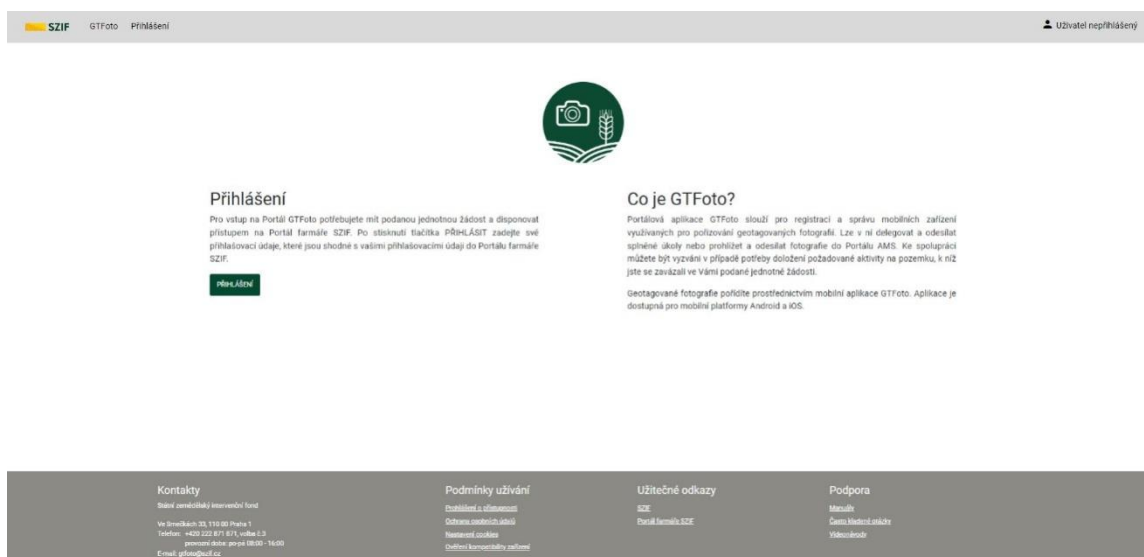 SZIF GTFoto Přihlášení Uživatel nepřihlášený
Přihlášení
Pro vstup na Portál GTFoto potřebujete mít podanou jednotnou žádost a disponovat
přístupem na Portál farmáře SZIF. Po stisknutí tlačítka PŘIHLÁSIT zadejte své
přihlašovací údaje, které jsou shodné s vašimi přihlašovacími údaji do Portálu farmáře
SZIF.
PŘIHLÁŠENÍ
Co je GTFoto?
Portálová aplikace GTFoto slouží pro registraci a správu mobilních zařízení
využívaných pro pořizování geotagovaných fotografií. Lze v ní delegovat a odesílat
splněné úkoly nebo prohlížet a odesílat fotografie do Portálu AMS. Ke spolupráci
můžete být vyzváni v případě potřeby doložení požadované aktivity na pozemku, k níž
jste se zavázali ve Vámi podané jednotné žádosti.
Geotagované fotografie pořídíte prostřednictvím mobilní aplikace GTFoto. Aplikace je
dostupná pro mobilní platformy Android a iOS.
Kontakty
Státní zemědělský intervenční fond
Ve Smečkách 33, 110 00 Praha 1
Telefon: +420 222 871 871, volba č.3
provozní doba: po-pá 08:00 - 16:00
E-mail: gtfoto@szif.cz
Podmínky užívání
Prohlášení o přístupnosti
Ochrana osobních údajů
Nastavení cookies
Ověření kompatibility zařízení
Užitečné odkazy
SZIF
Portál farmáře SZIF
Podpora
Manuály
Často kladené otázky
Videonávody